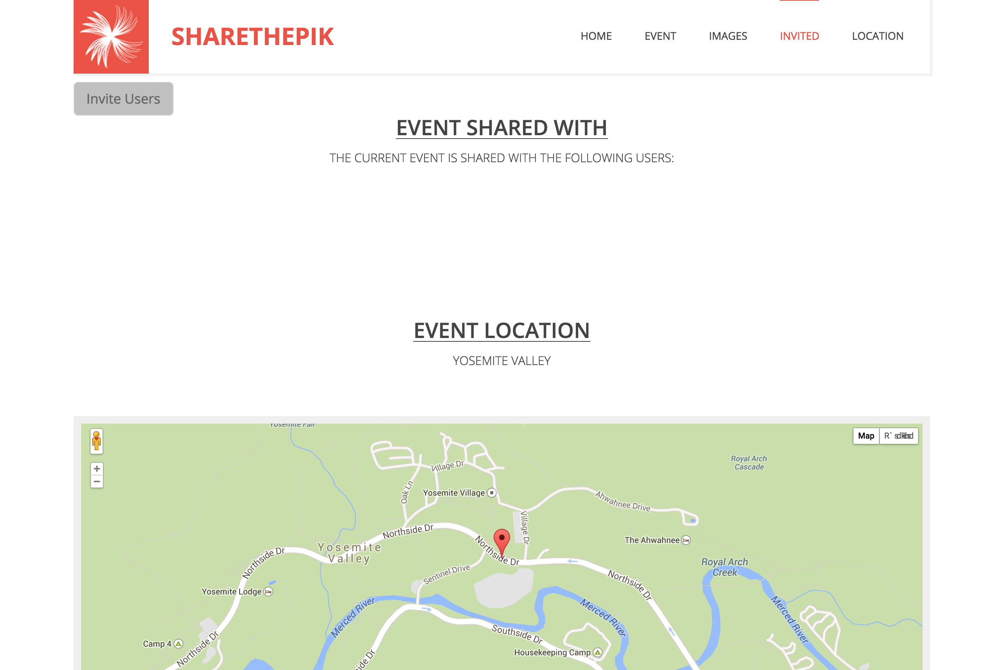 SHARETHEPIK
HOME
EVENT
IMAGES
INVITED
LOCATION
Invite Users
EVENT SHARED WITH
THE CURRENT EVENT IS SHARED WITH THE FOLLOWING USERS:
EVENT LOCATION
YOSEMITE VALLEY
Yosemite Fall
Map
Royal Arch
Cascade
Village Dr
Oak Ln
Yosemite Village
Ahwahnee Drive
Village Dr
Northside Dr
The Ahwahnee
Yosemite
Valley
Northside Dr
Northside Dr
Royal Arch
Creek
Sentinel Drive
Northside Dr
Yosemite Lodge
Merced River
Merced River
Merced River
Southside Dr
Camp 4
Northside Dr
Housekeeping Camp
side Dr